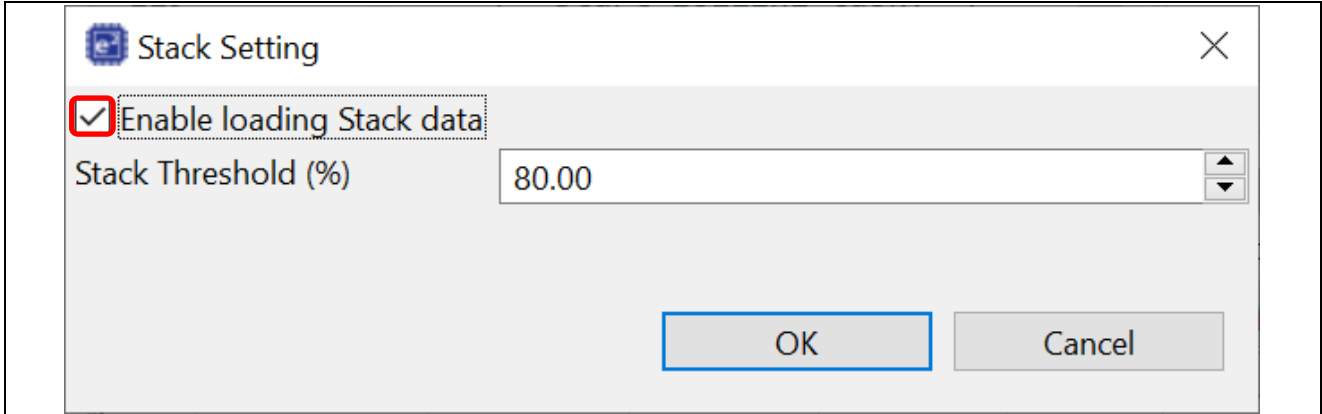 Stack Setting
Enable loading Stack data
Stack Threshold (%)
80.00
OK
Cancel